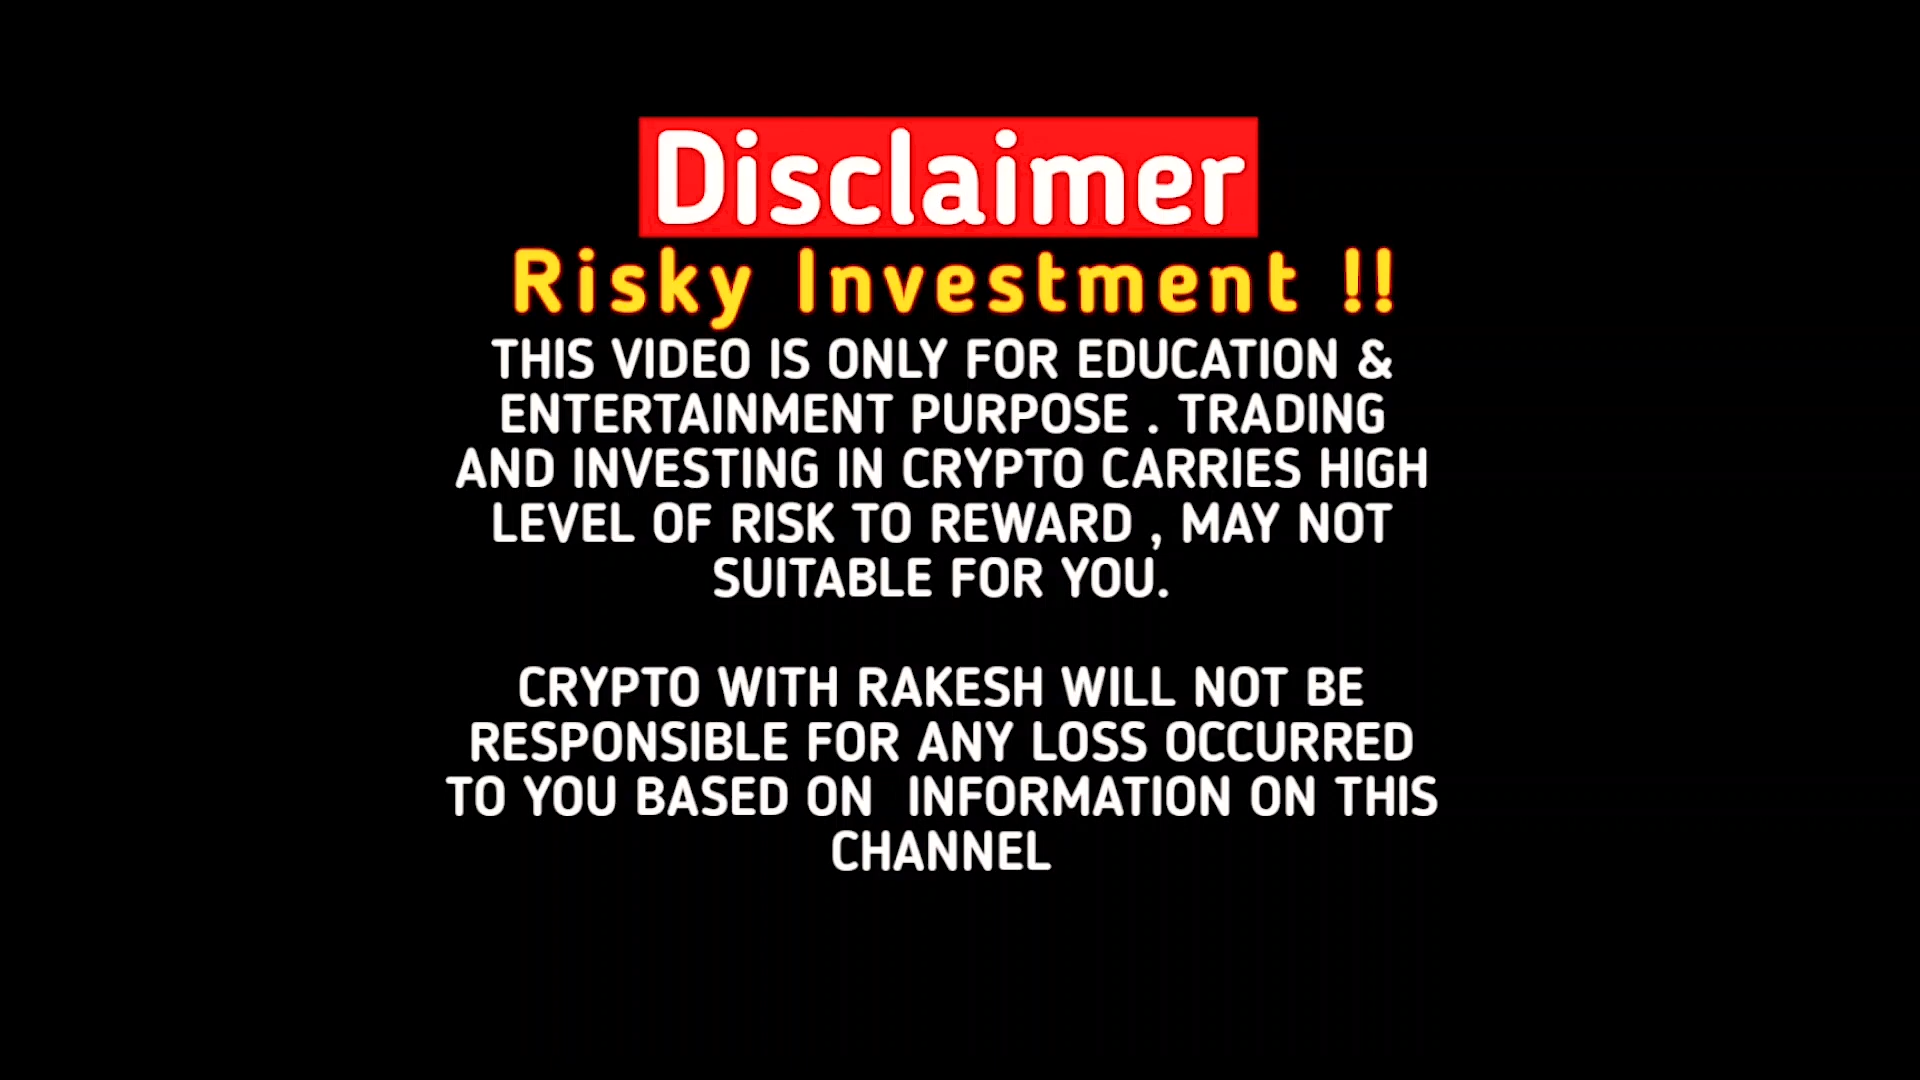 Disclaimer
Risky Investment !!
THIS VIDEO IS ONLY FOR EDUCATION &
ENTERTAINMENT PURPOSE . TRADING
AND INVESTING IN CRYPTO CARRIES HIGH
LEVEL OF RISK TO REWARD , MAY NOT
SUITABLE FOR YOU.
CRYPTO WITH RAKESH WILL NOT BE
RESPONSIBLE FOR ANY LOSS OCCURRED
TO YOU BASED ON  INFORMATION ON THIS
CHANNEL